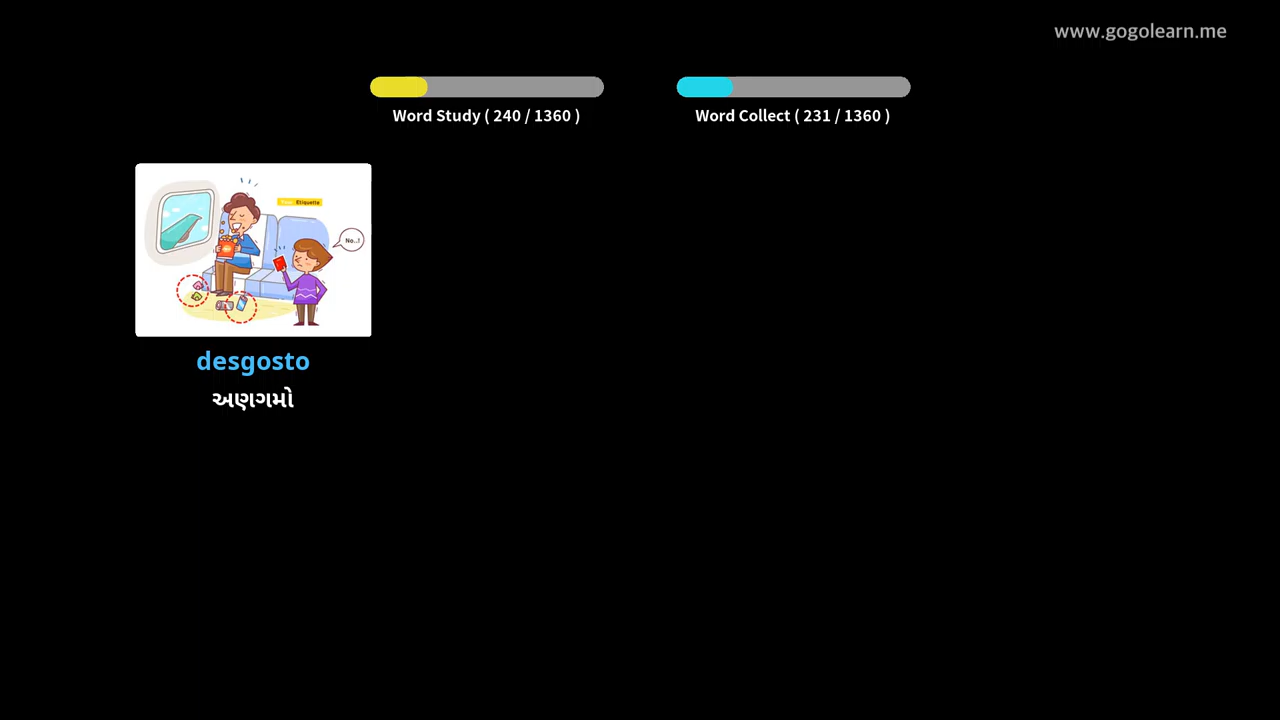 www.gogolearn.me
Word Study ( 240 / 1360 )
Word Collect ( 231 / 1360 )
Etiquette
No..!
desgosto
અણગમો